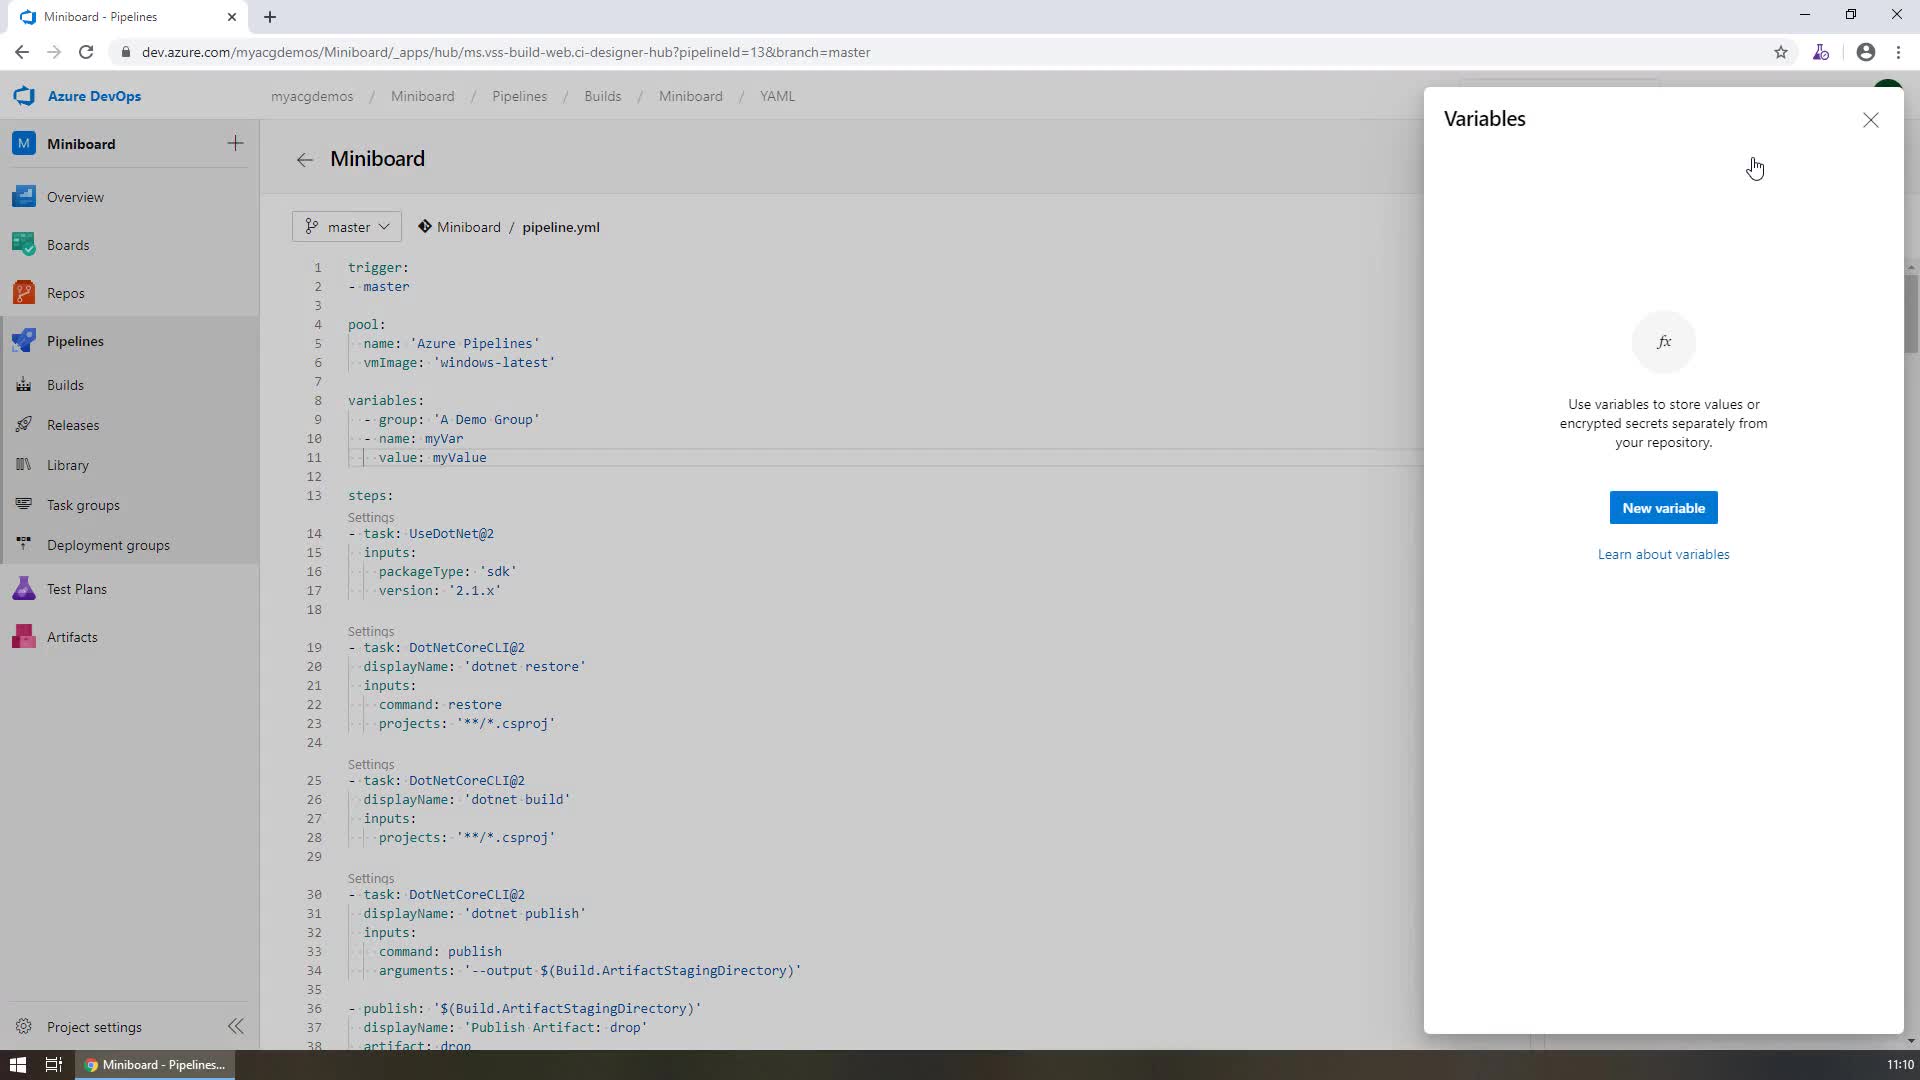 Miniboard - Pipelines
dev.azure.com/myacgdemos/Miniboard/_apps/hub/ms.vss-build-web.ci-designer-hub?pipelineId=13&branch=master
Azure DevOps
myacgdemos / Miniboard / Pipelines / Builds / Miniboard / YAML
M Miniboard
Overview
Boards
Repos
Pipelines
Builds
Releases
Library
Task groups
Deployment groups
Test Plans
Artifacts
Project settings
Miniboard
master
Miniboard / pipeline.yml
1 trigger:
2 - master
3
4 pool:
5 name: 'Azure Pipelines'
6 vmImage: 'windows-latest'
7
8 variables:
9 - group: 'A Demo Group'
10 - name: myVar
11 value: myValue
12
13 steps:
Settings
14 - task: UseDotNet@2
15 inputs:
16 packageType: 'sdk'
17 version: '2.1.x'
18
Settings
19 - task: DotNetCoreCLI@2
20 displayName: 'dotnet restore'
21 inputs:
22 command: restore
23 projects: '**/*.csproj'
24
Settings
25 - task: DotNetCoreCLI@2
26 displayName: 'dotnet build'
27 inputs:
28 projects: '**/*.csproj'
29
Settings
30 - task: DotNetCoreCLI@2
31 displayName: 'dotnet publish'
32 inputs:
33 command: publish
34 arguments: '--output $(Build.ArtifactStagingDirectory)'
35
36 - publish: '$(Build.ArtifactStagingDirectory)'
37 displayName: 'Publish Artifact: drop'
38 artifact: drop
Variables
fx
Use variables to store values or
encrypted secrets separately from
your repository.
New variable
Learn about variables
Miniboard - Pipelines...
11:10